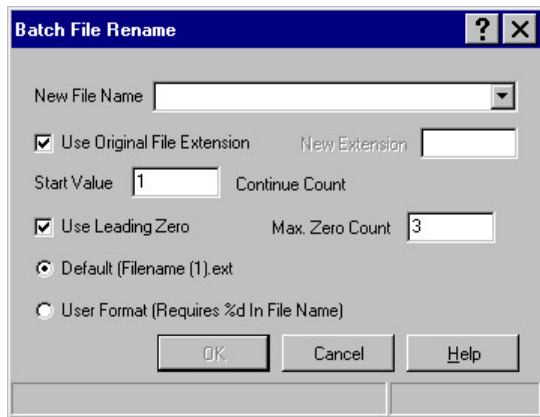 Batch File Rename
New File Name
Use Original File Extension New Extension
Start Value 1 Continue Count
Use Leading Zero Max. Zero Count 3
Default (Filename (1).ext
User Format (Requires %d In File Name)
OK Cancel Help